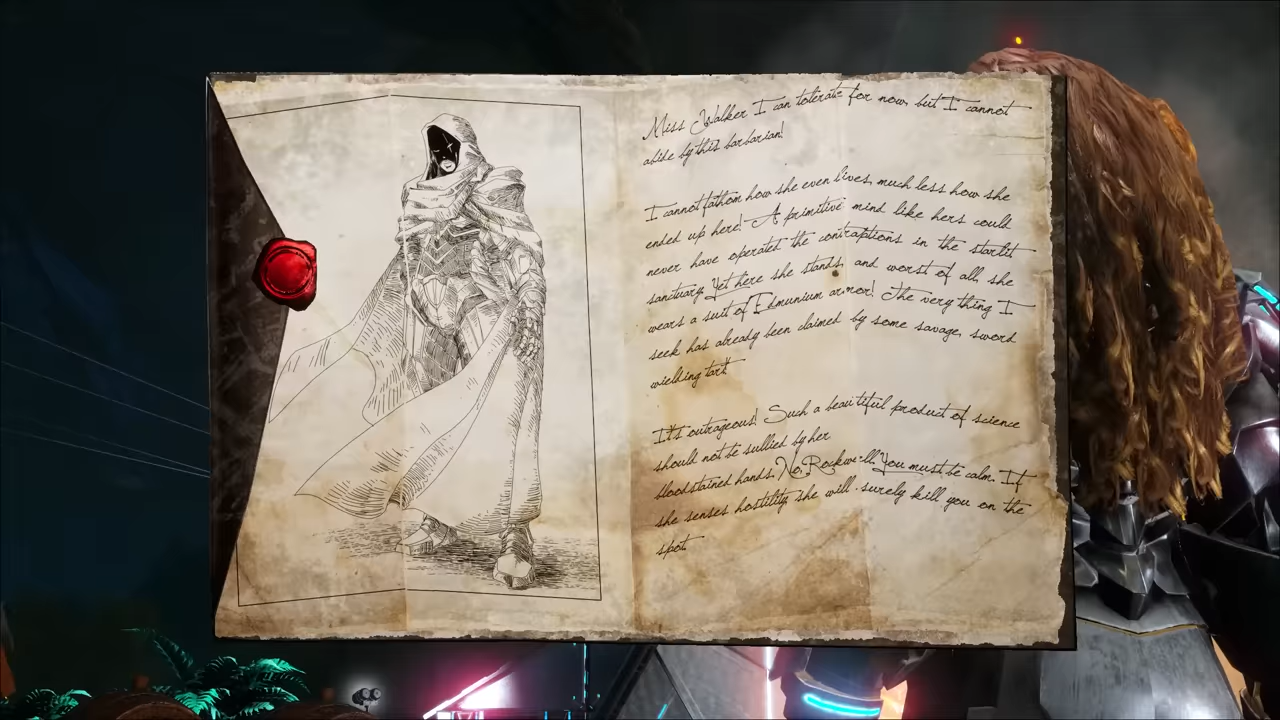 Miss Walker I can tolerate for now, but I cannot
abide by this barbarian!
I cannot fathom how she even lives, much less how she
ended up here! A primitive mind like hers could
never have operated the contraptions in the starlit
sanctuary. Yet here she stands, and worst of all, she
wears a suit of Edmunium armor! The very thing I
seek has already been claimed by some savage, sword
wielding tart!
It's outrageous! Such a beautiful product of science
should not be sullied by her
bloodstained hands. No, Rockwell. You must be calm. If
she senses hostility, she will surely kill you on the
spot.